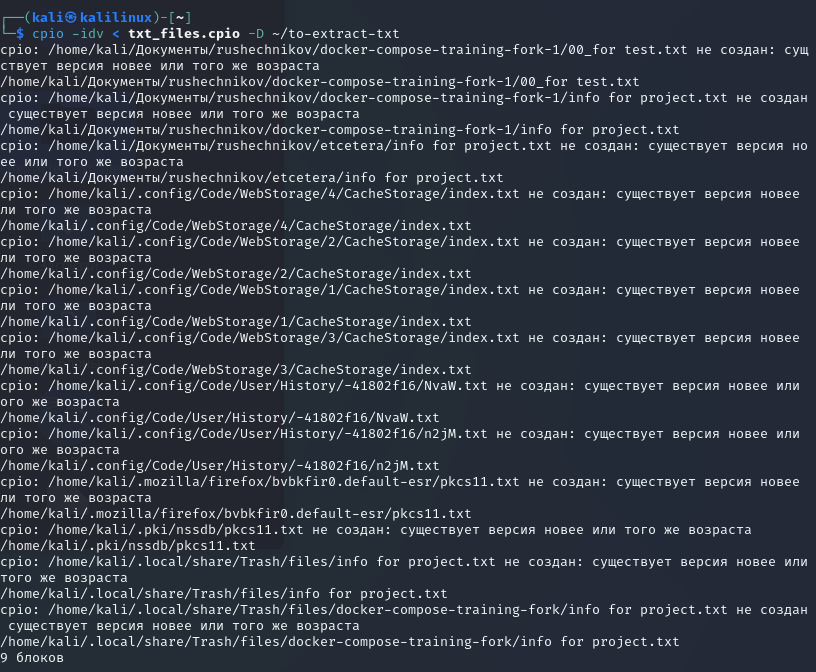 ┌──(kali㉿kalilinux)-[~]
└─$ cpio -idv < txt_files.cpio -D ~/to-extract-txt
cpio: /home/kali/Документы/rushechnikov/docker-compose-training-fork-1/00_for test.txt не создан: сущ
ствует версия новее или того же возраста
/home/kali/Документы/rushechnikov/docker-compose-training-fork-1/00_for test.txt
cpio: /home/kali/Документы/rushechnikov/docker-compose-training-fork-1/info for project.txt не создан
 существует версия новее или того же возраста
/home/kali/Документы/rushechnikov/docker-compose-training-fork-1/info for project.txt
cpio: /home/kali/Документы/rushechnikov/etcetera/info for project.txt не создан: существует версия но
ее или того же возраста
/home/kali/Документы/rushechnikov/etcetera/info for project.txt
cpio: /home/kali/.config/Code/WebStorage/4/CacheStorage/index.txt не создан: существует версия новее
ли того же возраста
/home/kali/.config/Code/WebStorage/4/CacheStorage/index.txt
cpio: /home/kali/.config/Code/WebStorage/2/CacheStorage/index.txt не создан: существует версия новее
ли того же возраста
/home/kali/.config/Code/WebStorage/2/CacheStorage/index.txt
cpio: /home/kali/.config/Code/WebStorage/1/CacheStorage/index.txt не создан: существует версия новее
ли того же возраста
/home/kali/.config/Code/WebStorage/1/CacheStorage/index.txt
cpio: /home/kali/.config/Code/WebStorage/3/CacheStorage/index.txt не создан: существует версия новее
ли того же возраста
/home/kali/.config/Code/WebStorage/3/CacheStorage/index.txt
cpio: /home/kali/.config/Code/User/History/-41802f16/NvaW.txt не создан: существует версия новее или
ого же возраста
/home/kali/.config/Code/User/History/-41802f16/NvaW.txt
cpio: /home/kali/.config/Code/User/History/-41802f16/n2jM.txt не создан: существует версия новее или
ого же возраста
/home/kali/.config/Code/User/History/-41802f16/n2jM.txt
cpio: /home/kali/.mozilla/firefox/bvbkfir0.default-esr/pkcs11.txt не создан: существует версия новее
ли того же возраста
/home/kali/.mozilla/firefox/bvbkfir0.default-esr/pkcs11.txt
cpio: /home/kali/.pki/nssdb/pkcs11.txt не создан: существует версия новее или того же возраста
/home/kali/.pki/nssdb/pkcs11.txt
cpio: /home/kali/.local/share/Trash/files/info for project.txt не создан: существует версия новее или
того же возраста
/home/kali/.local/share/Trash/files/info for project.txt
cpio: /home/kali/.local/share/Trash/files/docker-compose-training-fork/info for project.txt не создан
 существует версия новее или того же возраста
/home/kali/.local/share/Trash/files/docker-compose-training-fork/info for project.txt
9 блоков